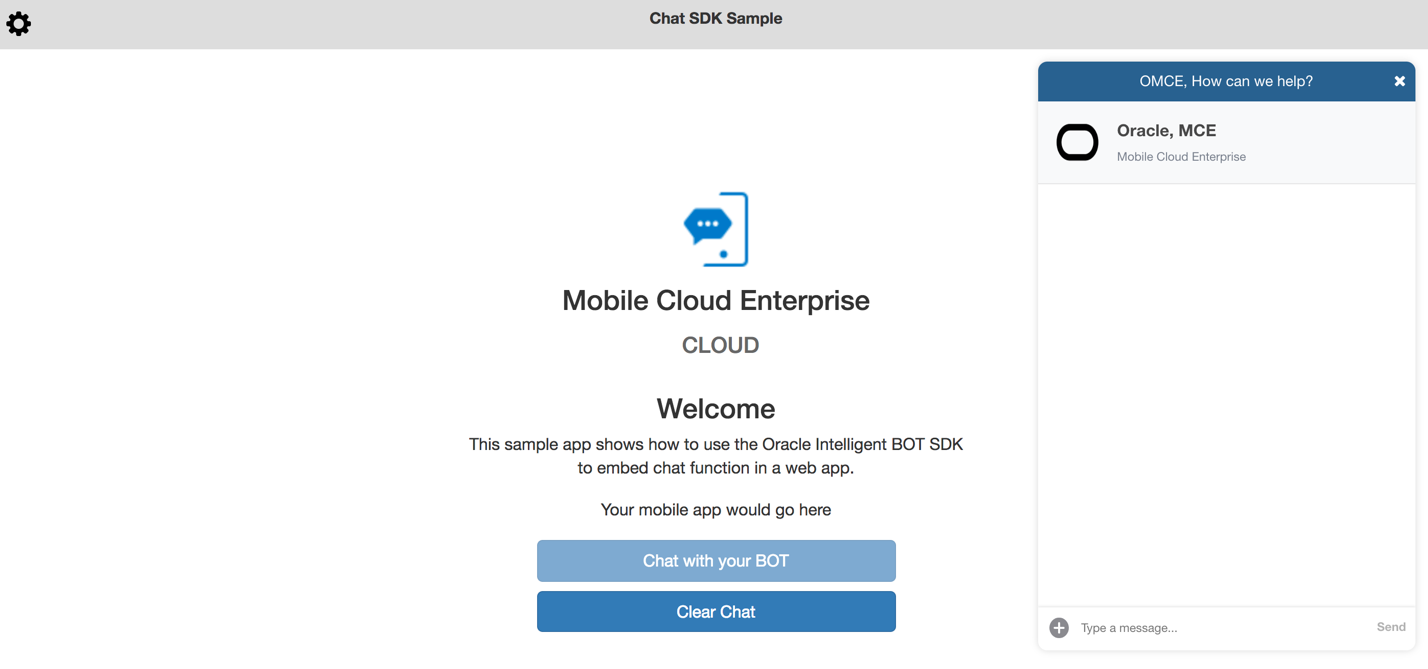 Chat SDK Sample
OMCE, How can we help?
Oracle, MCE
Mobile Cloud Enterprise
Mobile Cloud Enterprise
CLOUD
Welcome
This sample app shows how to use the Oracle Intelligent BOT SDK
to embed chat function in a web app.
Your mobile app would go here
Chat with your BOT
Clear Chat
Type a message...
Send